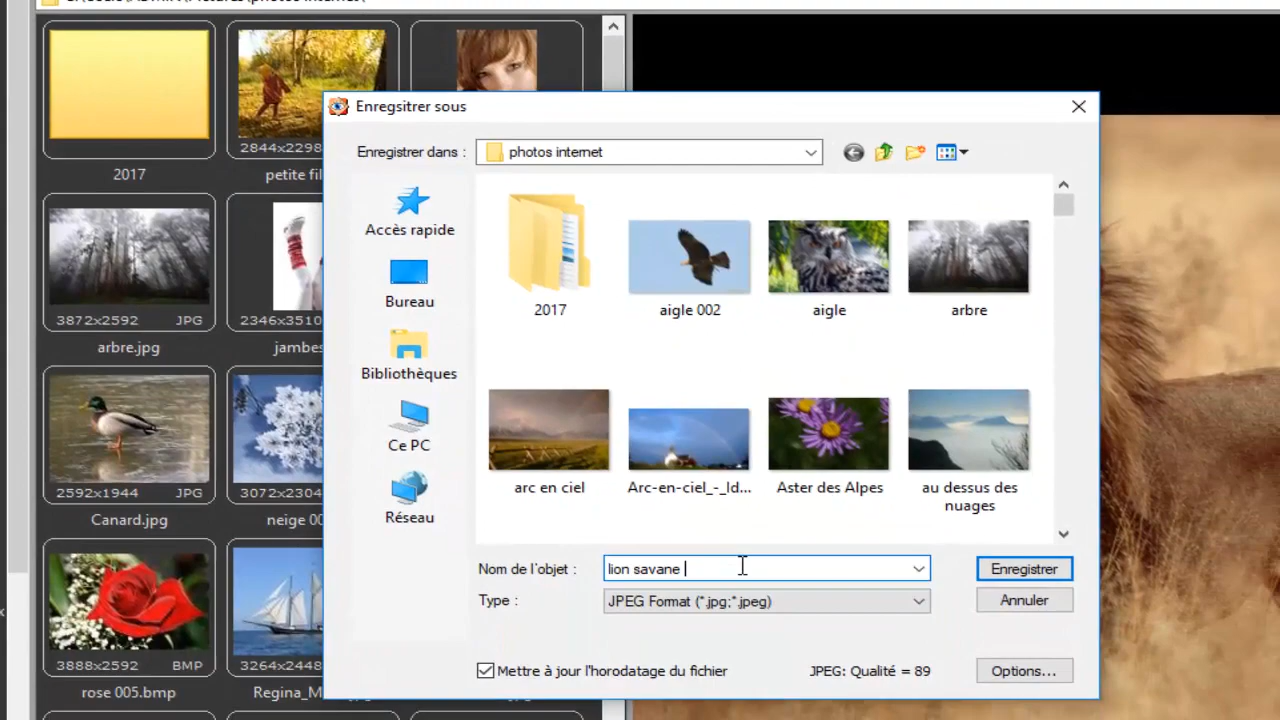 2844x2298
2017
petite fil
3872x2592 JPG
2346x3510
arbre.jpg
jambes
2592x1944 JPG
3072x2304
Canard.jpg
neige 00
3888x2592 BMP
3264x2448
rose 005.bmp
Regina_M
Enregsitrer sous
Enregistrer dans :
photos internet
Accès rapide
Bureau
Bibliothèques
Ce PC
Réseau
2017
aigle 002
aigle
arbre
arc en ciel
Arc-en-ciel_-_ld...
Aster des Alpes
au dessus des
nuages
Nom de l'objet :
lion savane
Enregistrer
Type :
JPEG Format (*.jpg;*.jpeg)
Annuler
Mettre à jour l'horodatage du fichier
JPEG: Qualité = 89
Options...